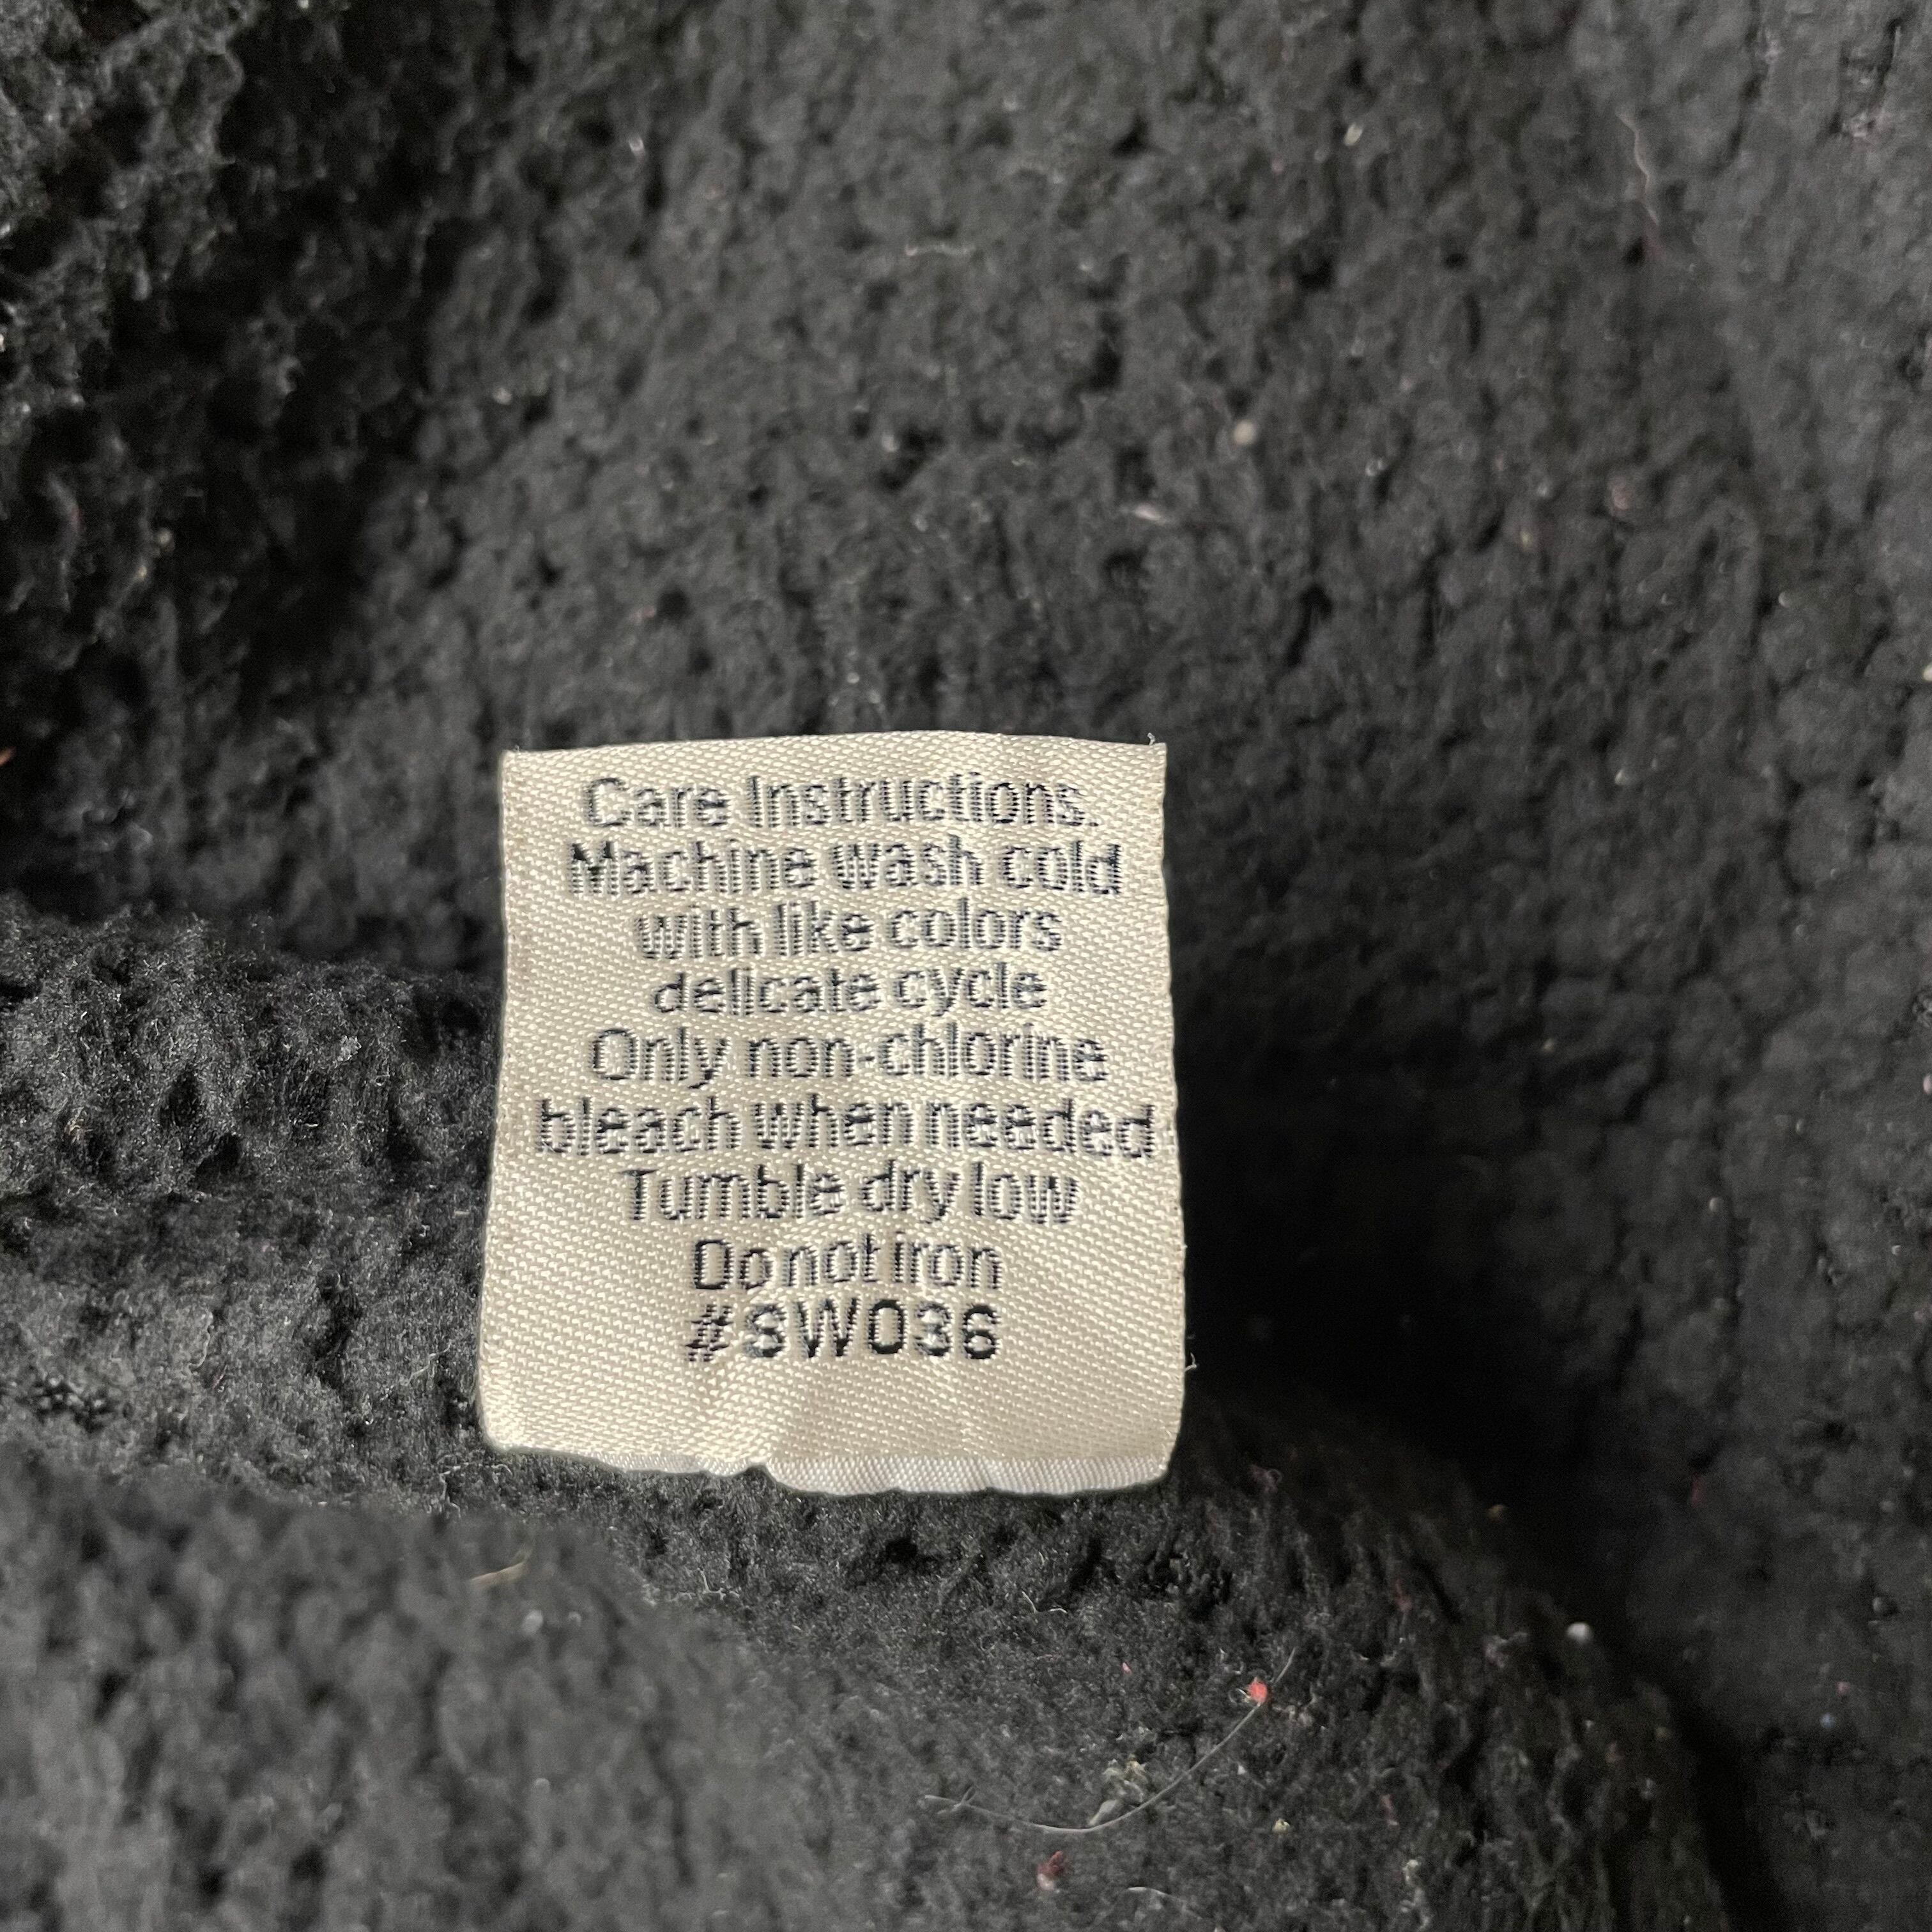 Care Instructions.
Machine wash cold
with like colors
delicate cycle
Only non-chlorine
bleach when needed
Tumble dry low
Do not iron
#SW036